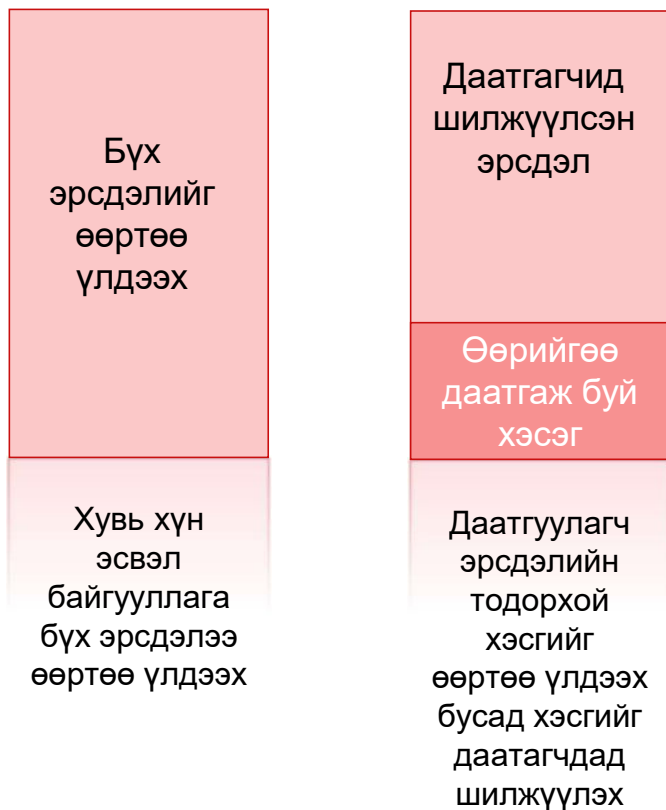 Бүх
эрсдэлийг
өөртөө
үлдээх
Хувь хүн
эсвэл
байгууллага
бүх эрсдэлээ
өөртөө үлдээх
Даатгагчид
шилжүүлсэн
эрсдэл
Өөрийгөө
даатгаж буй
хэсэг
Даатгуулагч
эрсдэлийн
тодорхой
хэсгийг
өөртөө үлдээх
бусад хэсгийг
даатагчдад
шилжүүлэх